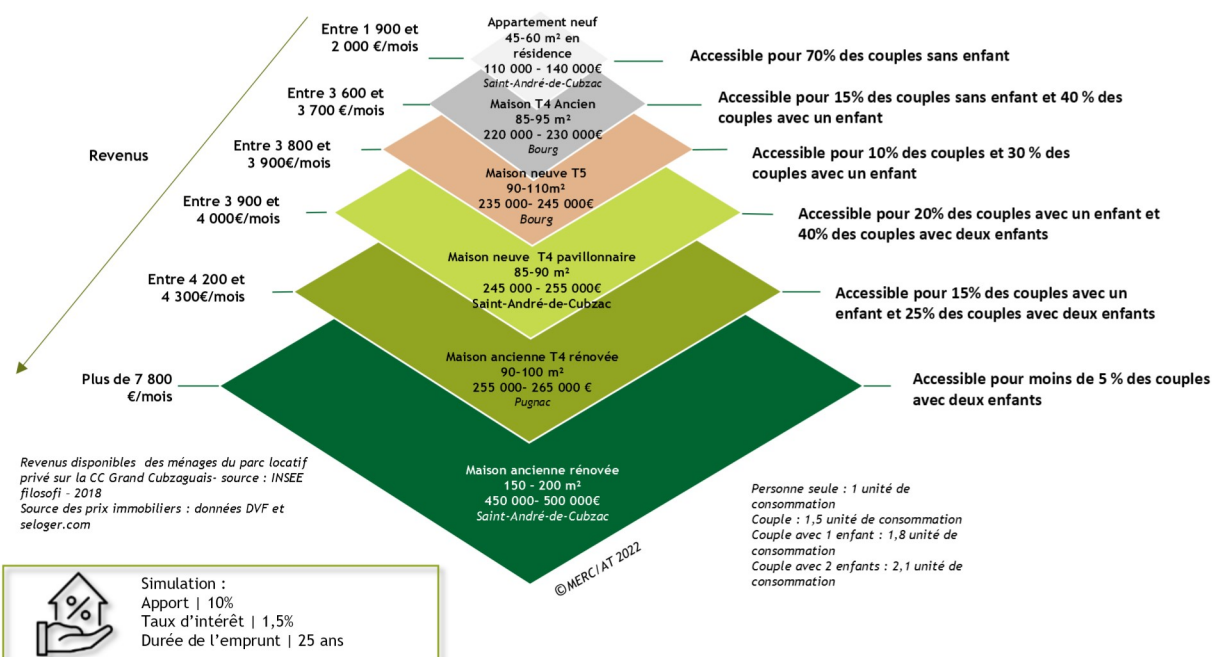 Entre 1 900 et
2 000 €/mois
Appartement neuf
45-60 m² en
résidence
110 000 - 140 000€
Saint-André-de-Cubzac
Accessible pour 70% des couples sans enfant
Entre 3 600 et
3 700 €/mois
Maison T4 Ancien
85-95 m²
220 000 - 230 000€
Bourg
Accessible pour 15% des couples sans enfant et 40 % des
couples avec un enfant
Revenus
Entre 3 800 et
3 900€/mois
Maison neuve T5
90-110m²
235 000- 245 000€
Bourg
Accessible pour 10% des couples et 30 % des
couples avec un enfant
Entre 3 900 et
4 000€/mois
Maison neuve T4 pavillonnaire
85-90 m²
245 000 - 255 000€
Saint-André-de-Cubzac
Accessible pour 20% des couples avec un enfant et
40% des couples avec deux enfants
Entre 4 200 et
4 300€/mois
Maison ancienne T4 rénovée
90-100 m²
255 000- 265 000 €
Pugnac
Accessible pour 15% des couples avec un
enfant et 25% des couples avec deux enfants
Plus de 7 800
€/mois
Maison ancienne rénovée
150 - 200 m²
450 000- 500 000€
Saint-André-de-Cubzac
Accessible pour moins de 5 % des couples
avec deux enfants
Revenus disponibles des ménages du parc locatif
privé sur la CC Grand Cubzaguais- source : INSEE
filosofi - 2018
Source des prix immobiliers : données DVF et
seloger.com
Personne seule : 1 unité de
consommation
Couple : 1,5 unité de consommation
Couple avec 1 enfant : 1,8 unité de
consommation
Couple avec 2 enfants : 2,1 unité de
consommation
©MERC/AT 2022
%
Simulation :
Apport | 10%
Taux d'intérêt | 1,5%
Durée de l'emprunt | 25 ans